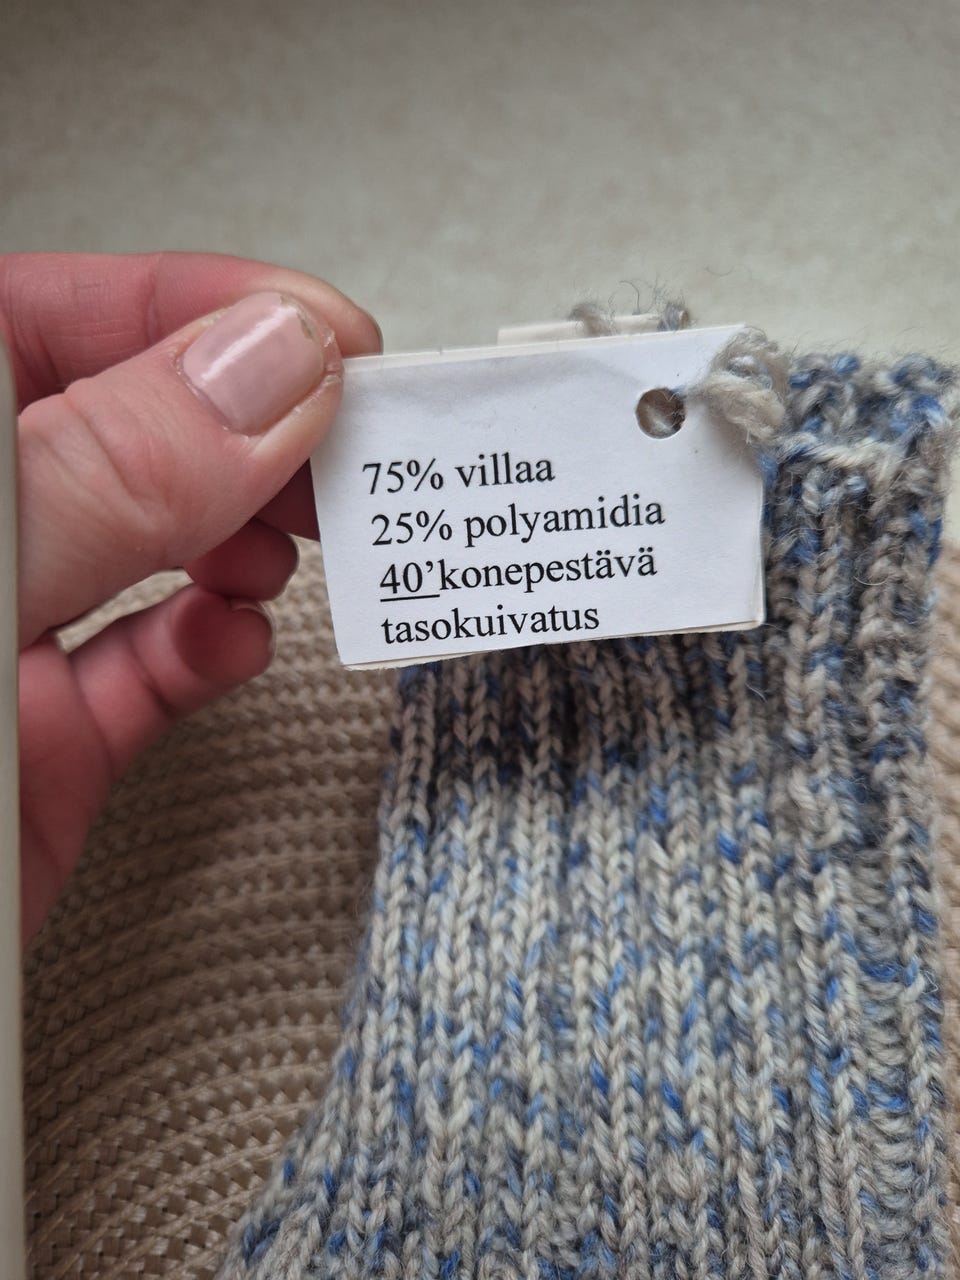 75% villaa
25% polyamidia
40’konepestävä
tasokuivatus